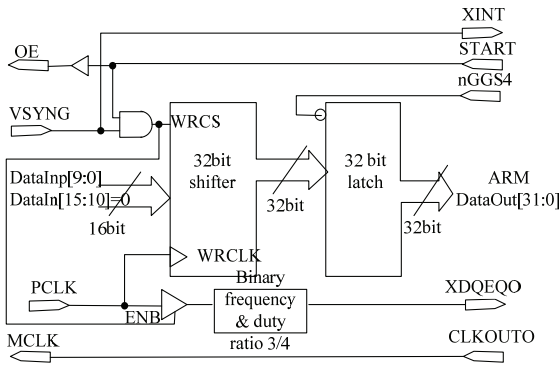 XINT
OE
START
nGGS4
VSYNG
WRCS
32bit
shifter
32 bit
latch
DataInp[9:0]
DataIn[15:10]=0
16bit
32bit
32bit
ARM
DataOut[31:0]
WRCLK
PCLK
ENB
Binary
frequency
& duty
ratio 3/4
XDQEQO
MCLK
CLKOUTO